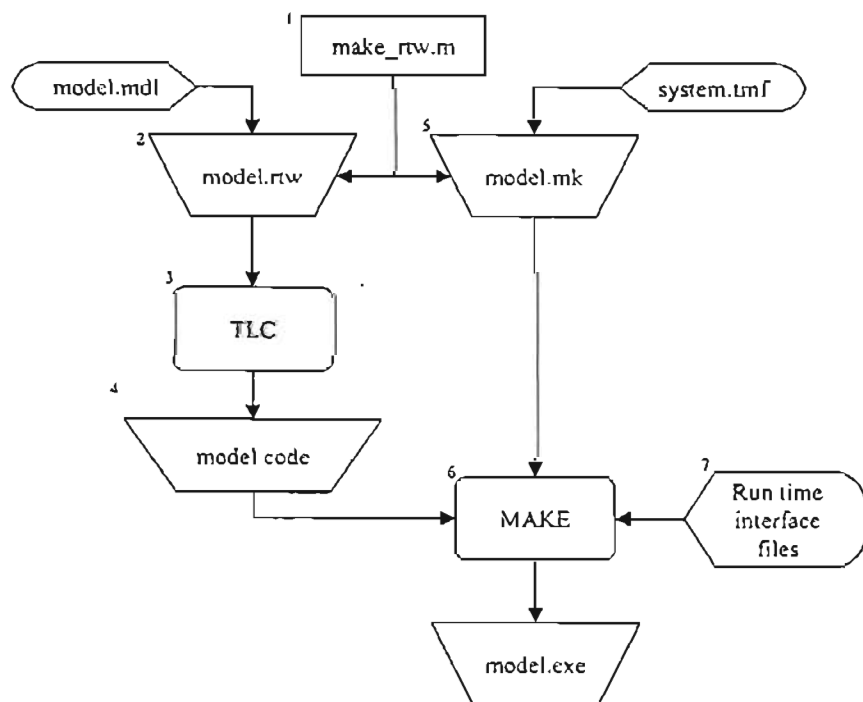 1
make_rtw.m
model.mdl
system.tmf
2
model.rtw
5
model.mk
3
TLC
4
model code
6
MAKE
7
Run time
interface
files
model.exe